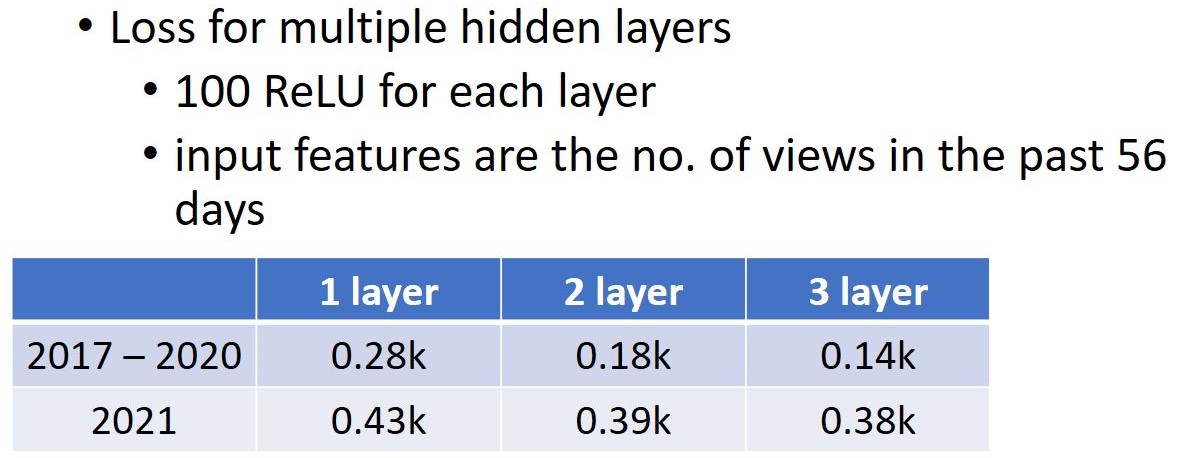 • Loss for multiple hidden layers
• 100 ReLU for each layer
• input features are the no. of views in the past 56
days
1 layer 2 layer 3 layer
2017 – 2020 0.28k 0.18k 0.14k
2021 0.43k 0.39k 0.38k